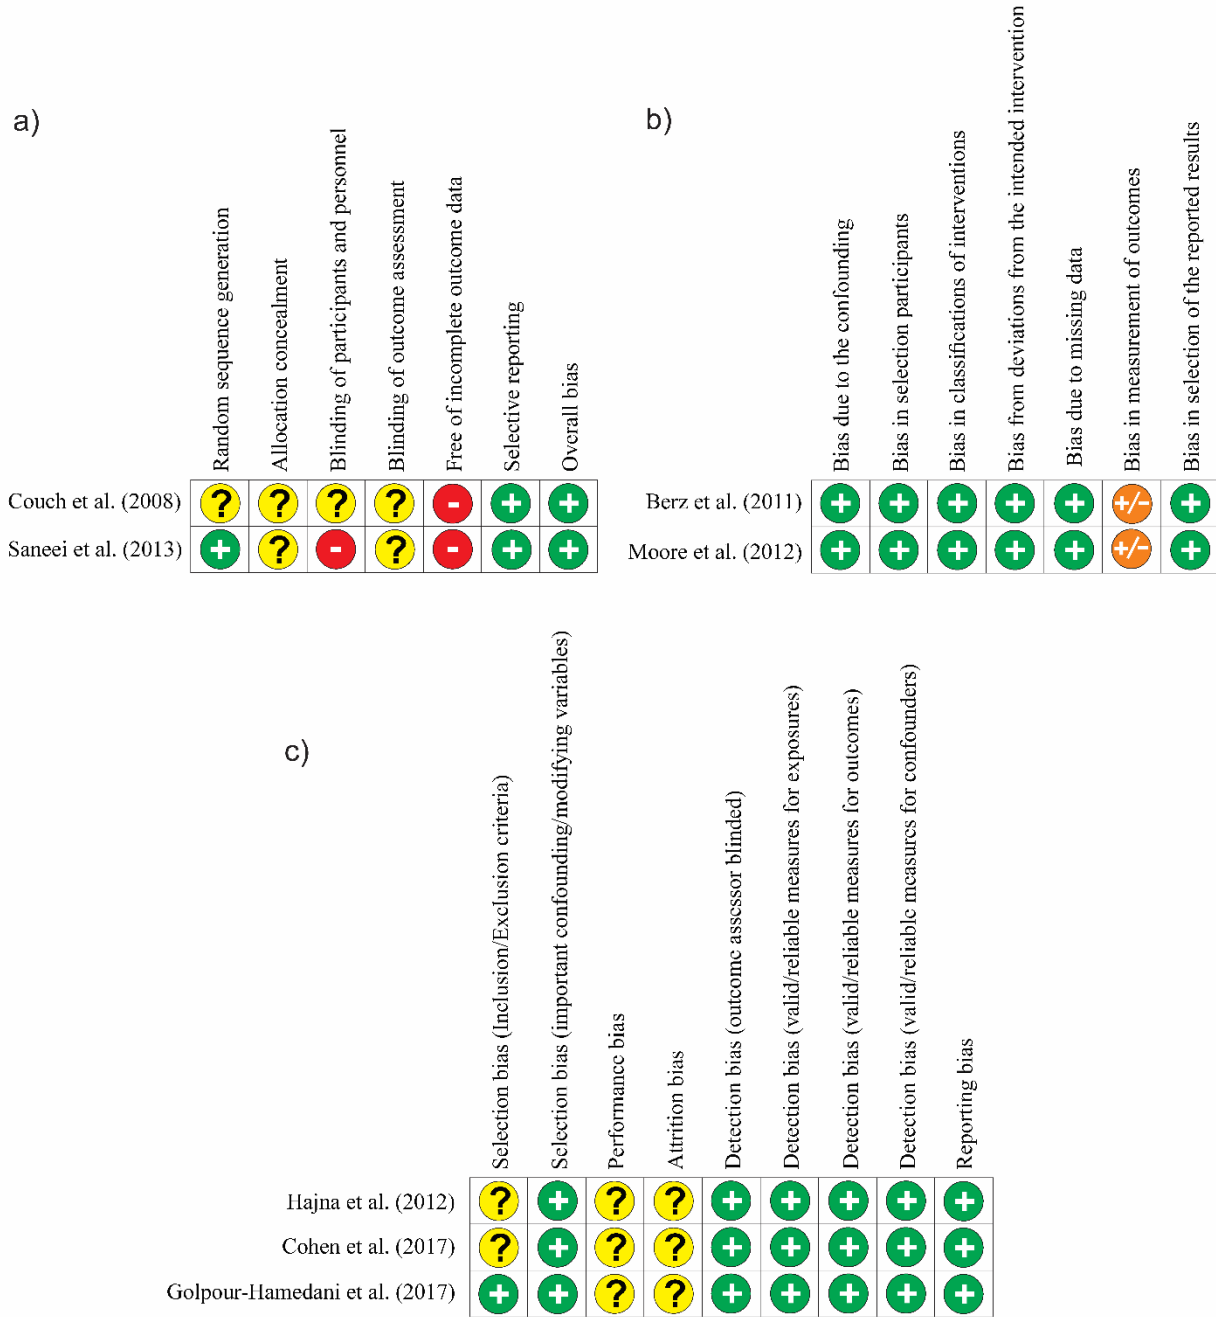 a)
Random sequence generation
Allocation concealment
Blinding of participants and personnel
Blinding of outcome assessment
Free of incomplete outcome data
Selective reporting
Overall bias
Couch et al. (2008) ? ? ? ? - + +
Saneei et al. (2013) + ? - ? - + +
b)
Bias due to the confounding
Bias in selection participants
Bias in classifications of interventions
Bias from deviations from the intended intervention
Bias due to missing data
Bias in measurement of outcomes
Bias in selection of the reported results
Berz et al. (2011) + + + + + +/- +
Moore et al. (2012) + + + + + +/- +
c)
Selection bias (Inclusion/Exclusion criteria)
Selection bias (important confounding/modifying variables)
Performance bias
Attrition bias
Detection bias (outcome assessor blinded)
Detection bias (valid/reliable measures for exposures)
Detection bias (valid/reliable measures for outcomes)
Detection bias (valid/reliable measures for confounders)
Reporting bias
Hajna et al. (2012) ? + ? ? + + + + +
Cohen et al. (2017) ? + ? ? + + + + +
Golpour-Hamedani et al. (2017) + + ? ? + + + + +